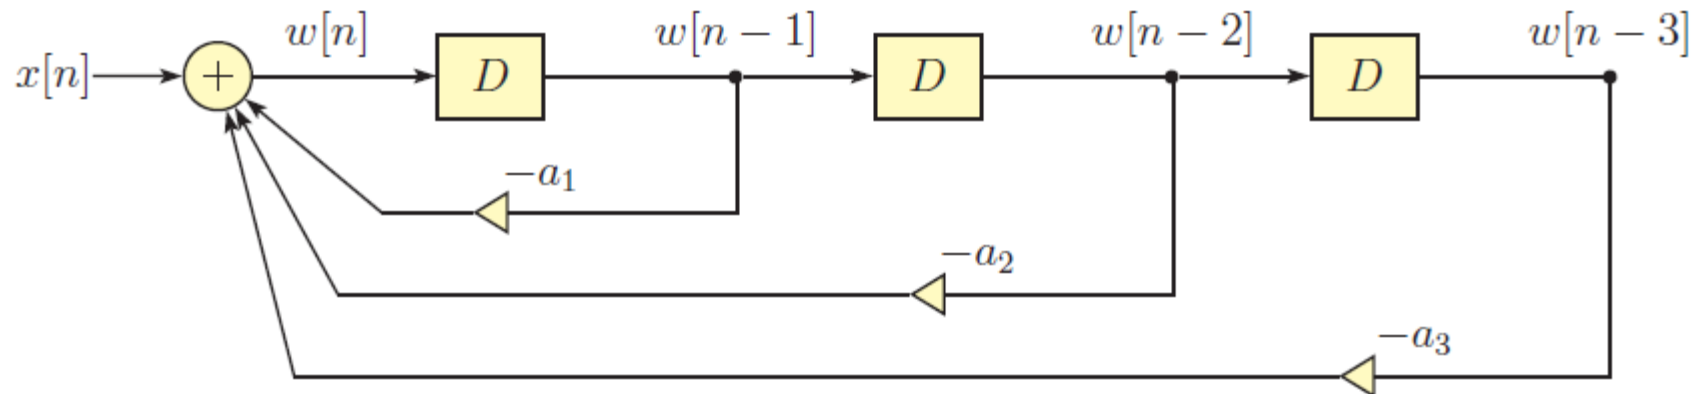 w[n] w[n − 1] w[n − 2] w[n − 3]
x[n] + D D D
−a₁
−a₂
−a₃